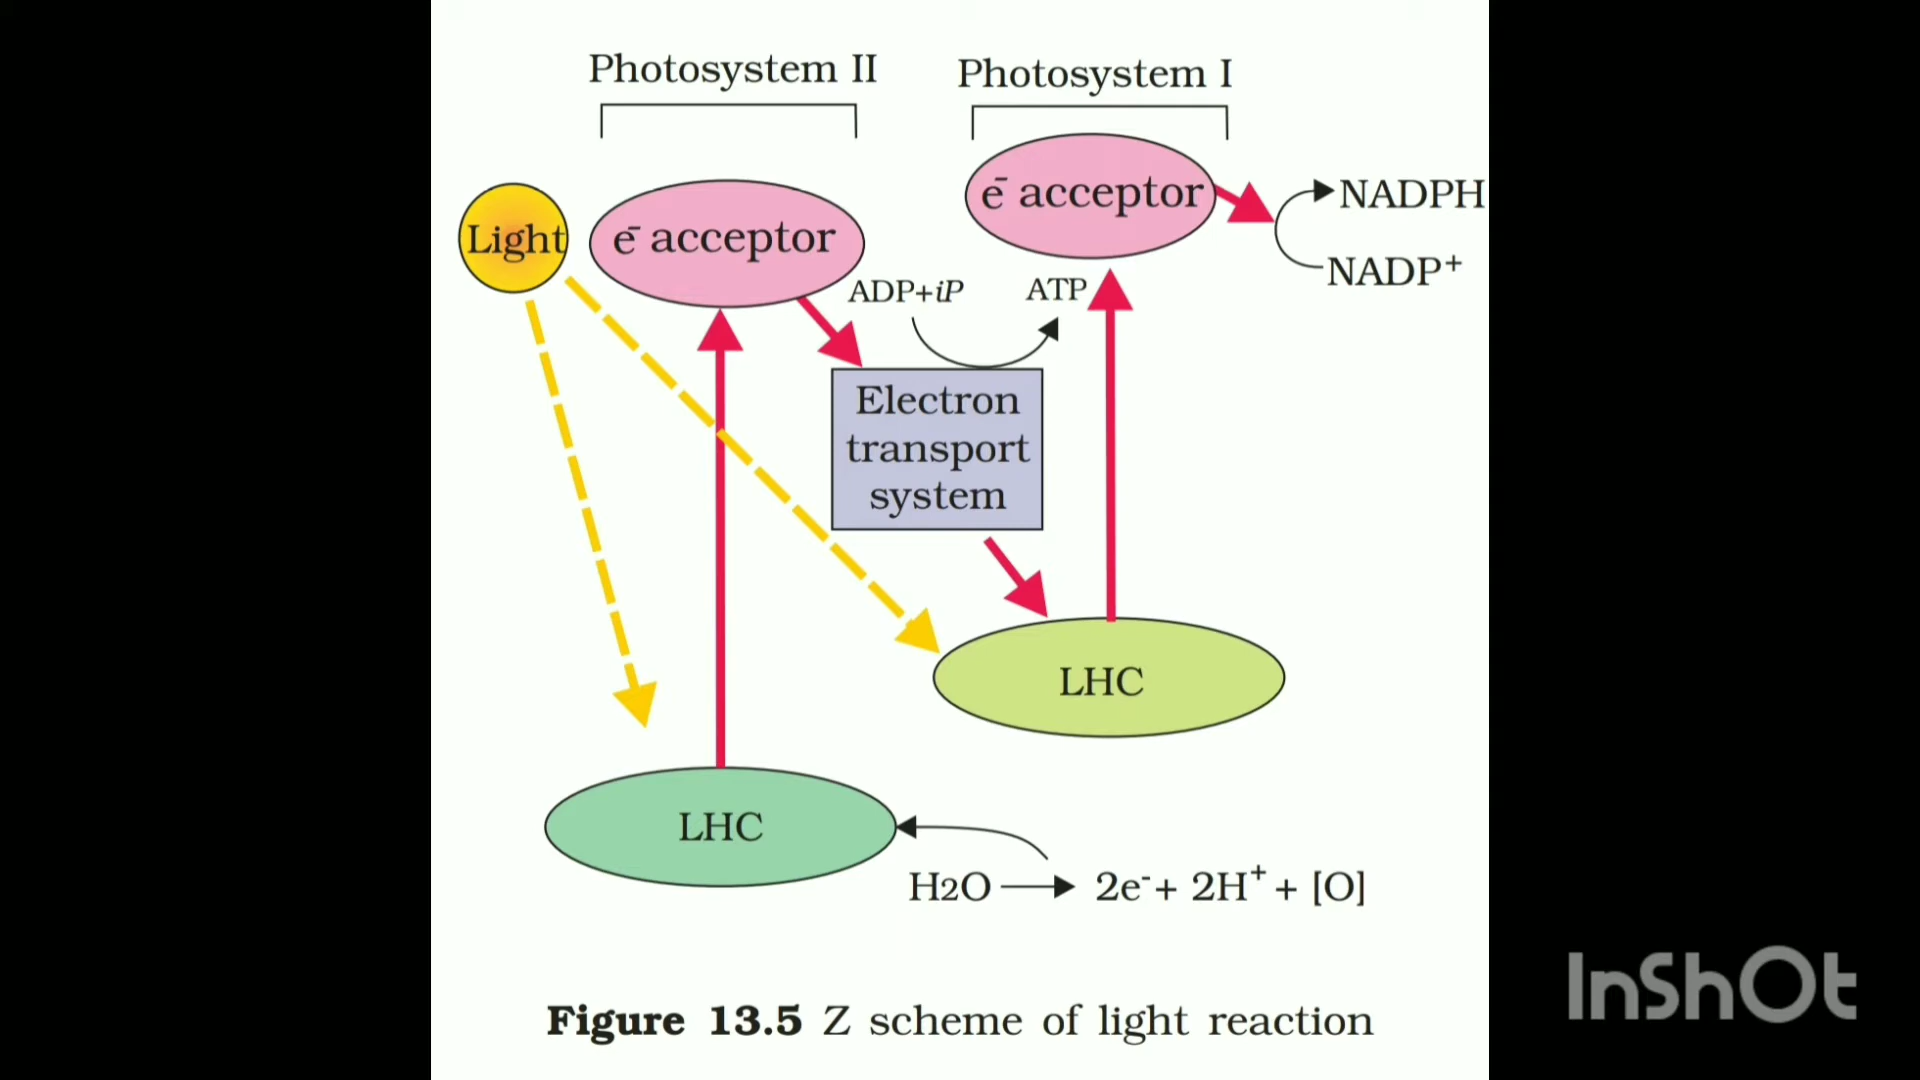 Photosystem II
Photosystem I
Light
e⁻ acceptor
e⁻ acceptor
NADPH
NADP⁺
ADP+iP
ATP
Electron
transport
system
LHC
LHC
H2O → 2e⁻+ 2H⁺ + [O]
Figure 13.5 Z scheme of light reaction
InShOt